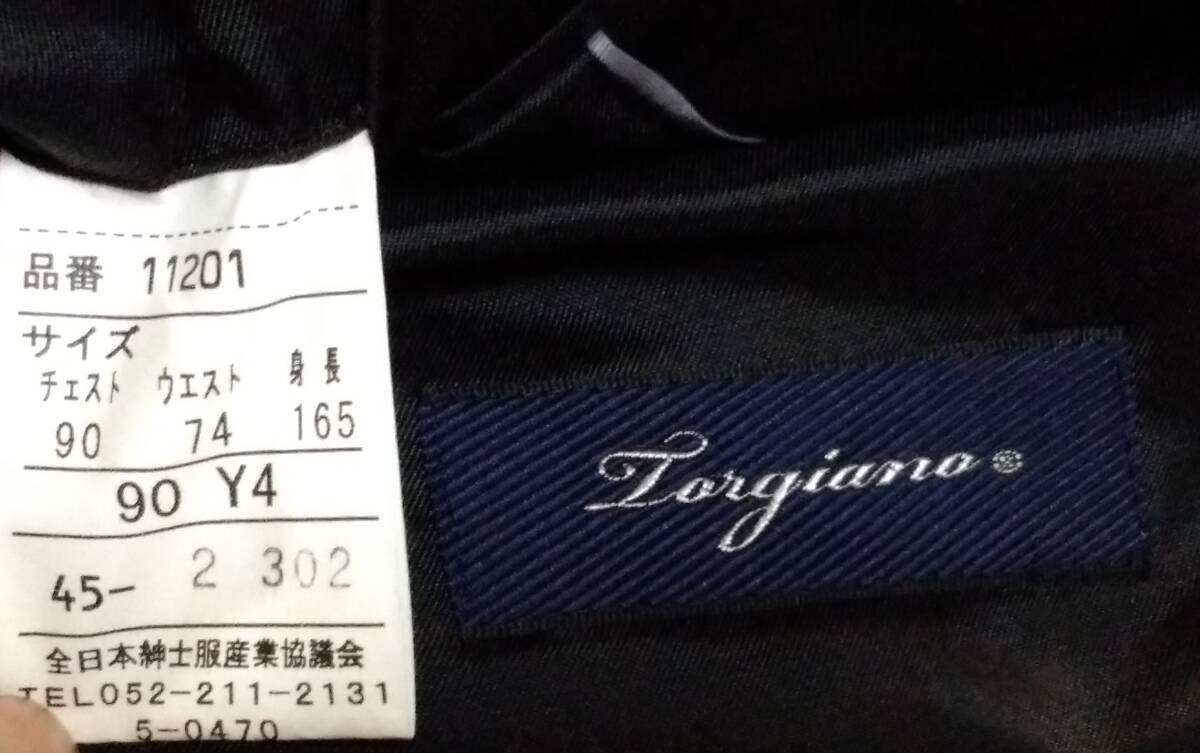 品番 11201
サイズ
チェスト ウエスト 身長
90 74 165
90 Y4
45- 2 302
全日本紳士服産業協議会
TEL052-211-2131
5-0470
Torgiano®